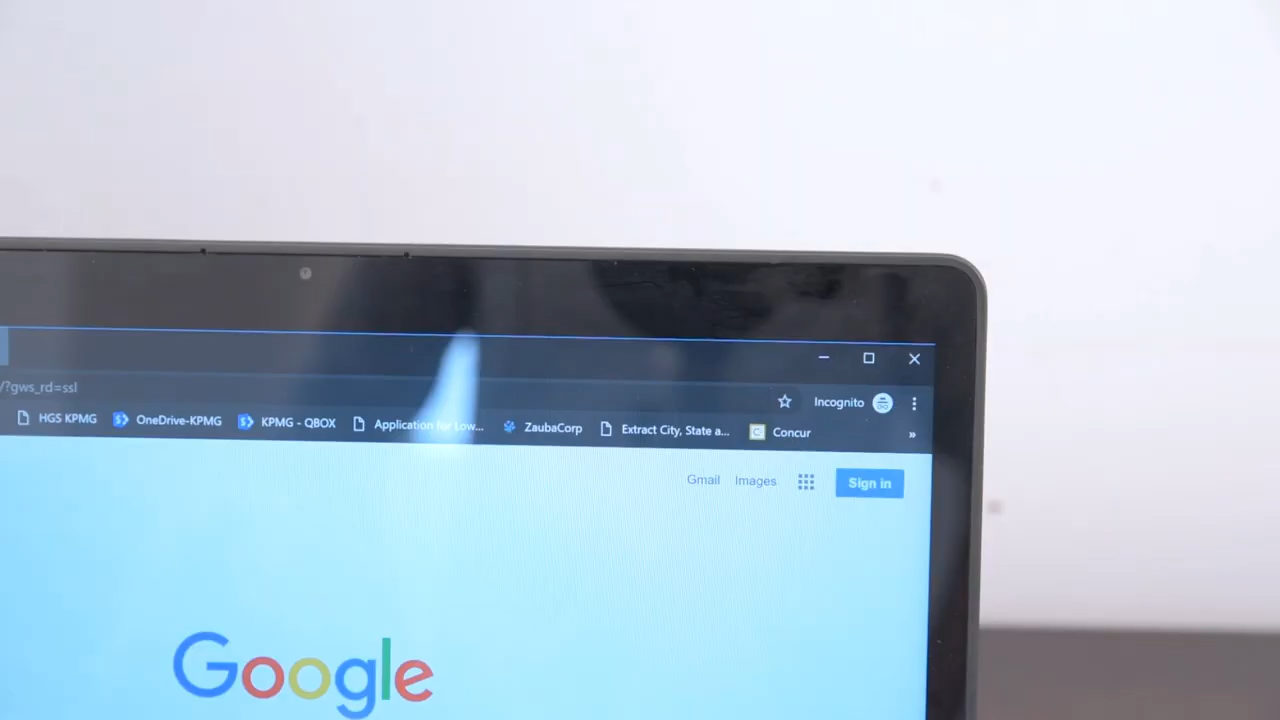 /?gws_rd=ssl
Incognito
HGS KPMG OneDrive-KPMG KPMG - QBOX Application for Low... ZaubaCorp Extract City, State a... Concur »
Gmail Images Sign in
Google